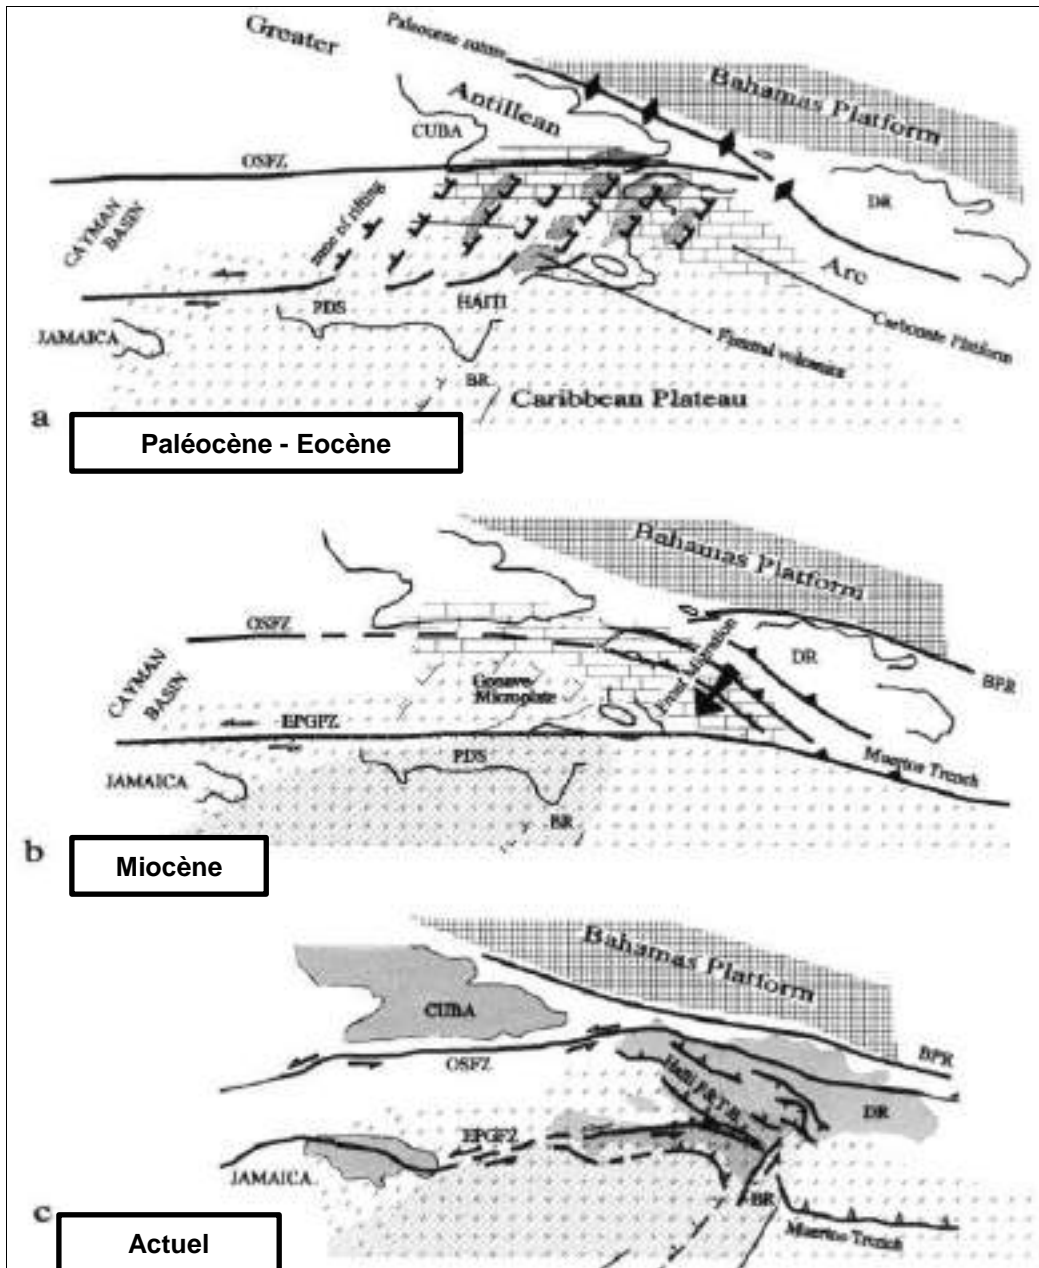 Greater
Paleocene suture
Bahamas Platform
Antillean
CUBA
OSFZ
DR
CAYMAN
BASIN
zone of rifting
Arc
PDS
HAITI
JAMAICA
Carbonate Platform
BR
Caribbean Plateau
a
Paléocène - Eocène
Bahamas Platform
OSFZ
DR
Front Migration
CAYMAN
BASIN
Gonave
Microplate
BPR
EPGFZ
PDS
Muertos Trench
JAMAICA
BR
b
Miocène
Bahamas Platform
CUBA
OSFZ
BPR
Haiti F.&T.B.
DR
EPGFZ
JAMAICA
BR
Muertos Trench
c
Actuel